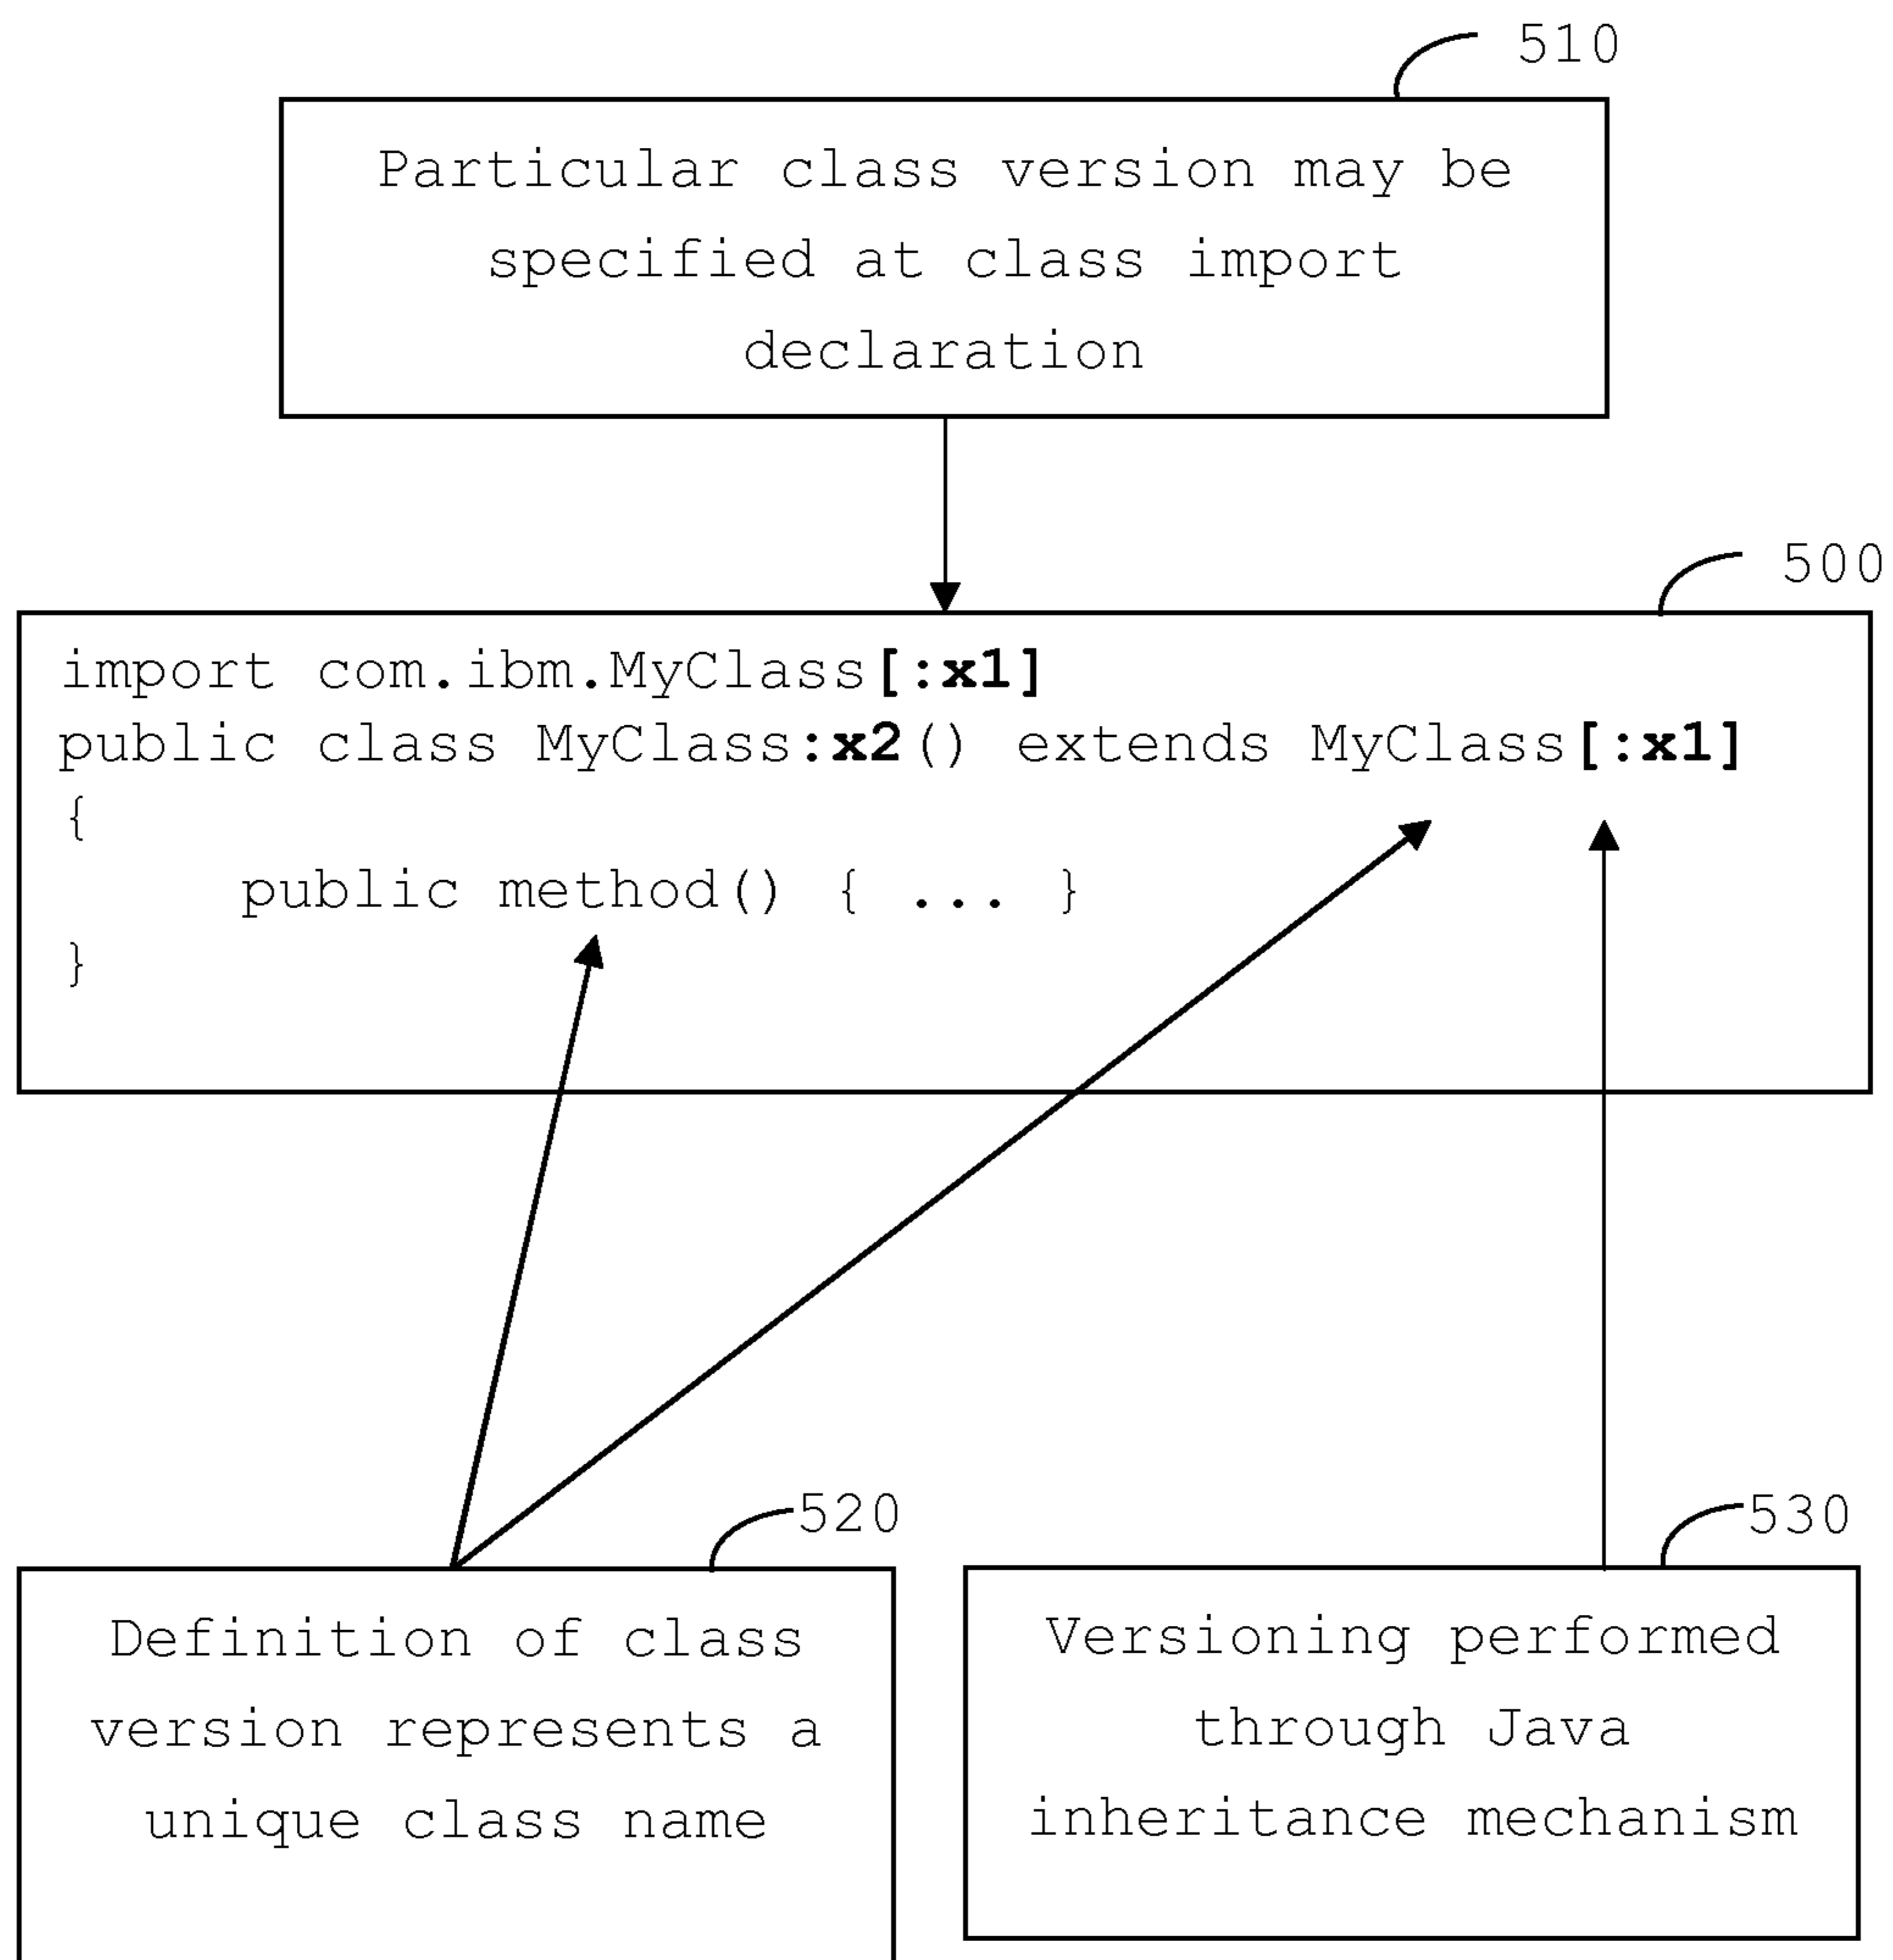 510
Particular class version may be
specified at class import
declaration
500
import com.ibm.MyClass[:x1]
public class MyClass:x2() extends MyClass[:x1]
{
public method() { ... }
}
520
Definition of class
version represents a
unique class name
530
Versioning performed
through Java
inheritance mechanism